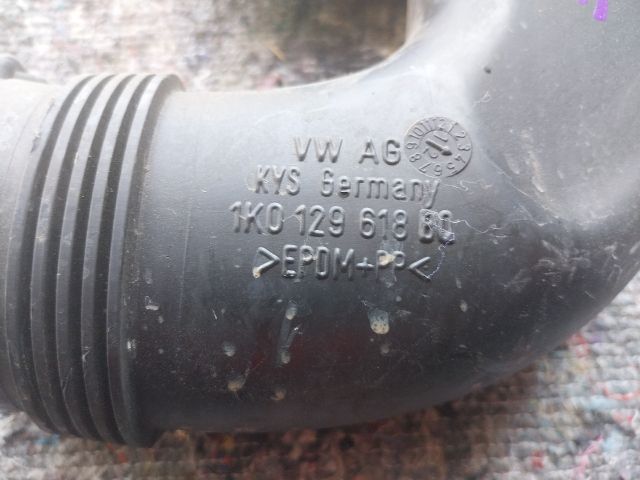 VW AG
KYS Germany
1K0 129 618
>EPDM+PP<